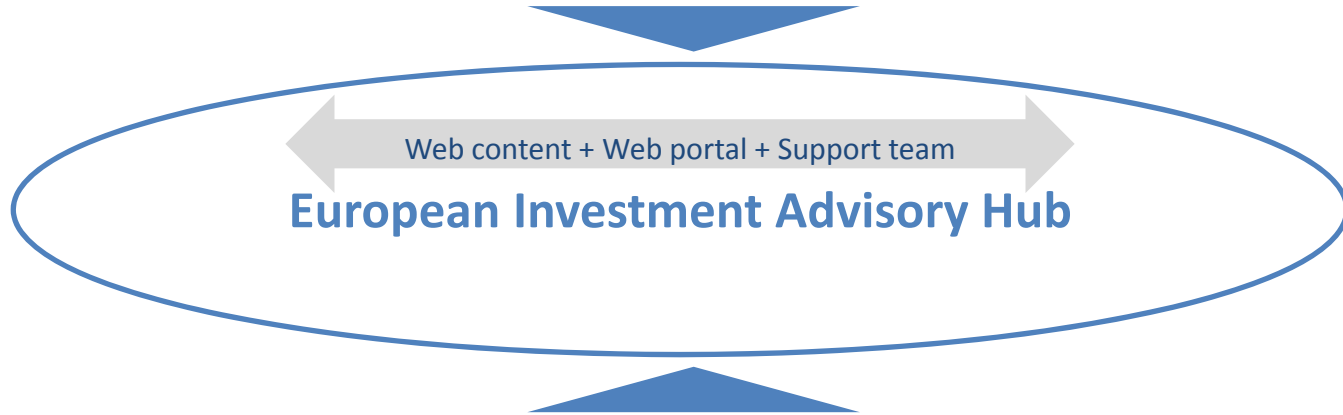 Web content + Web portal + Support team
European Investment Advisory Hub